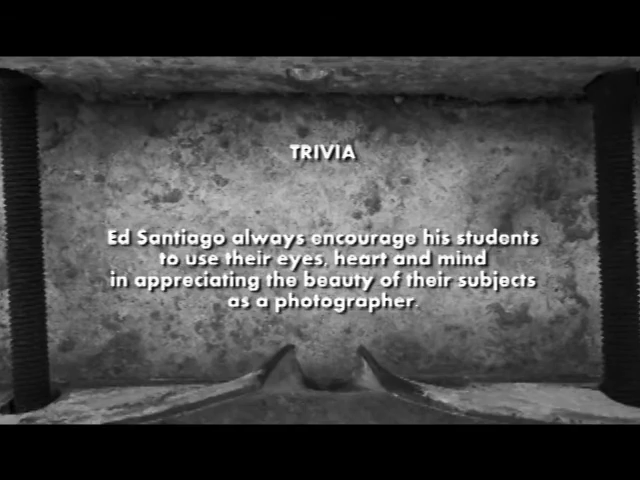 TRIVIA
Ed Santiago always encourage his students
to use their eyes, heart and mind
in appreciating the beauty of their subjects
as a photographer.